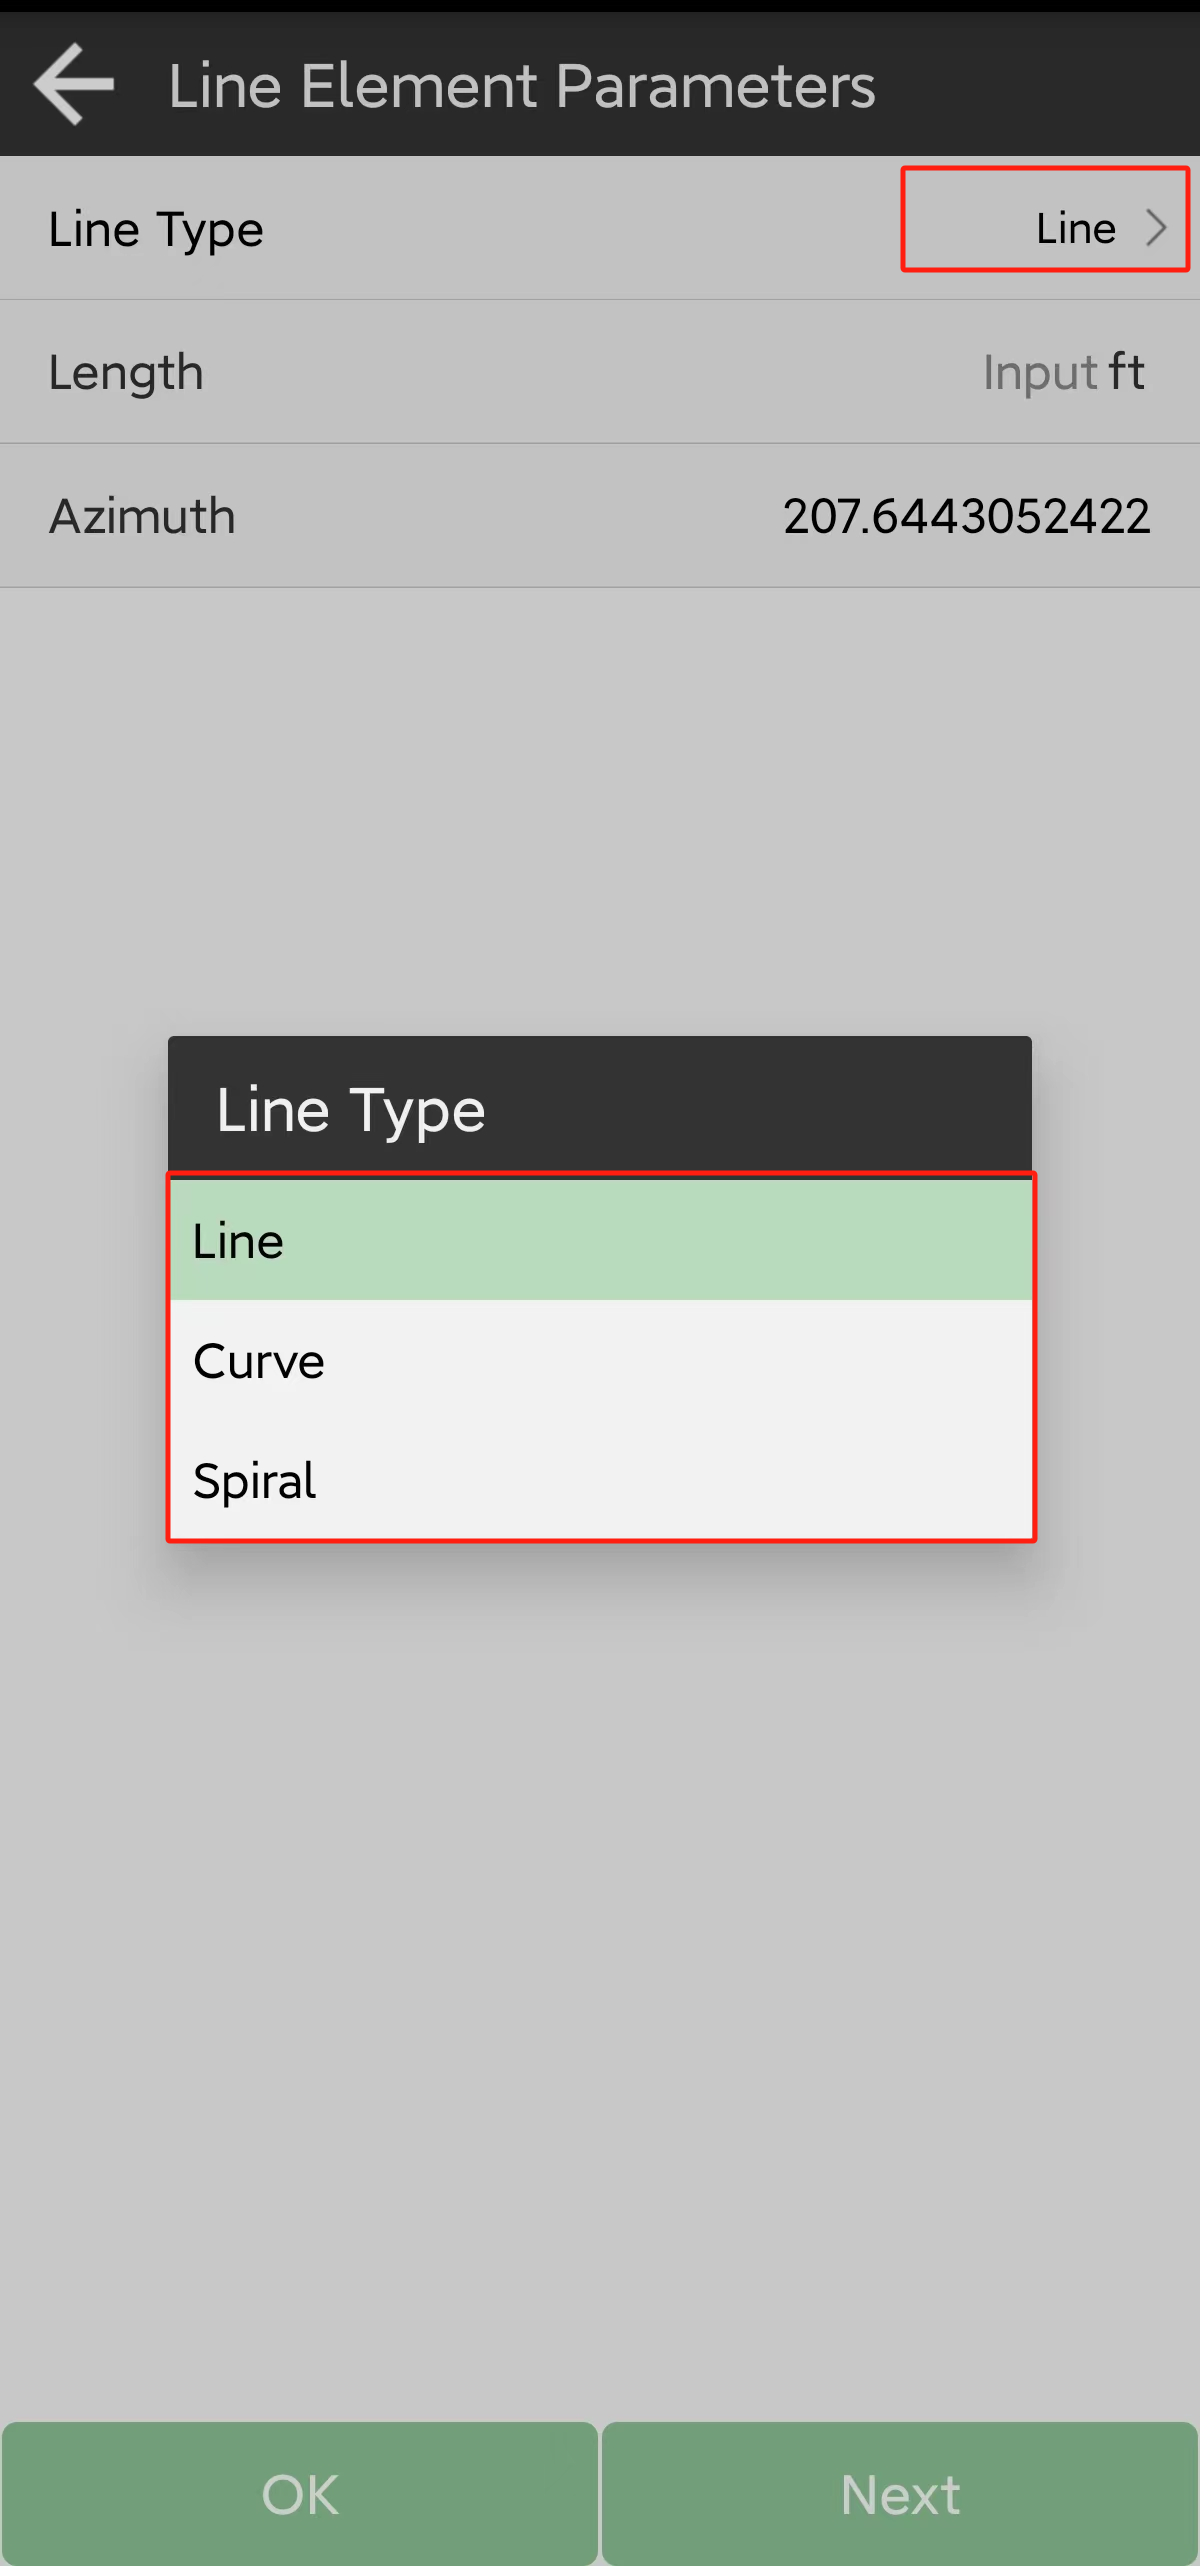 Line Element Parameters
Line Type Line
Length Input ft
Azimuth 207.6443052422
Line Type
Line
Curve
Spiral
OK Next